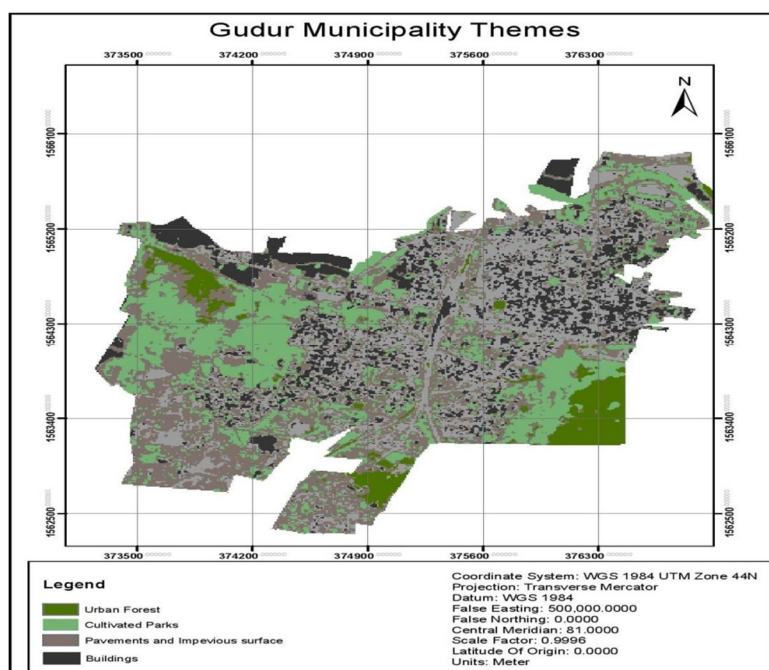 Gudur Municipality Themes
373500 374200 374900 375600 376300
N
1566100 1566100
1565200 1565200
1564300 1564300
1563400 1563400
1562500 1562500
373500 374200 374900 375600 376300
Legend
Urban Forest
Cultivated Parks
Pavements and Impevious surface
Buildings
Coordinate System: WGS 1984 UTM Zone 44N
Projection: Transverse Mercator
Datum: WGS 1984
False Easting: 500,000.0000
False Northing: 0.0000
Central Meridian: 81.0000
Scale Factor: 0.9996
Latitude Of Origin: 0.0000
Units: Meter